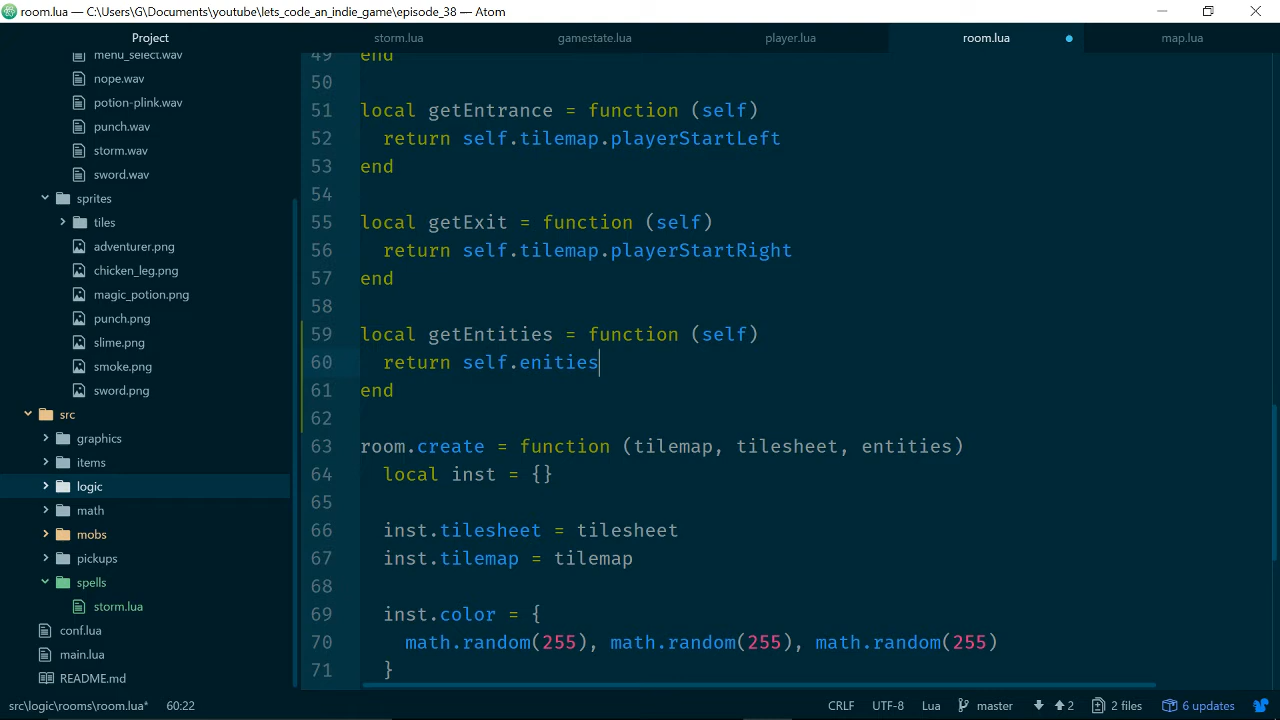 room.lua — C:\Users\G\Documents\youtube\lets_code_an_indie_game\episode_38 — Atom
Project
storm.lua
gamestate.lua
player.lua
room.lua
map.lua
menu_select.wav
nope.wav
potion-plink.wav
punch.wav
storm.wav
sword.wav
sprites
tiles
adventurer.png
chicken_leg.png
magic_potion.png
punch.png
slime.png
smoke.png
sword.png
src
graphics
items
logic
math
mobs
pickups
spells
storm.lua
conf.lua
main.lua
README.md
49 end
50
51 local getEntrance = function (self)
52 return self.tilemap.playerStartLeft
53 end
54
55 local getExit = function (self)
56 return self.tilemap.playerStartRight
57 end
58
59 local getEntities = function (self)
60 return self.enities
61 end
62
63 room.create = function (tilemap, tilesheet, entities)
64 local inst = {}
65
66 inst.tilesheet = tilesheet
67 inst.tilemap = tilemap
68
69 inst.color = {
70 math.random(255), math.random(255), math.random(255)
71 }
src\logic\rooms\room.lua* 60:22 CRLF UTF-8 Lua master 2 2 files 6 updates